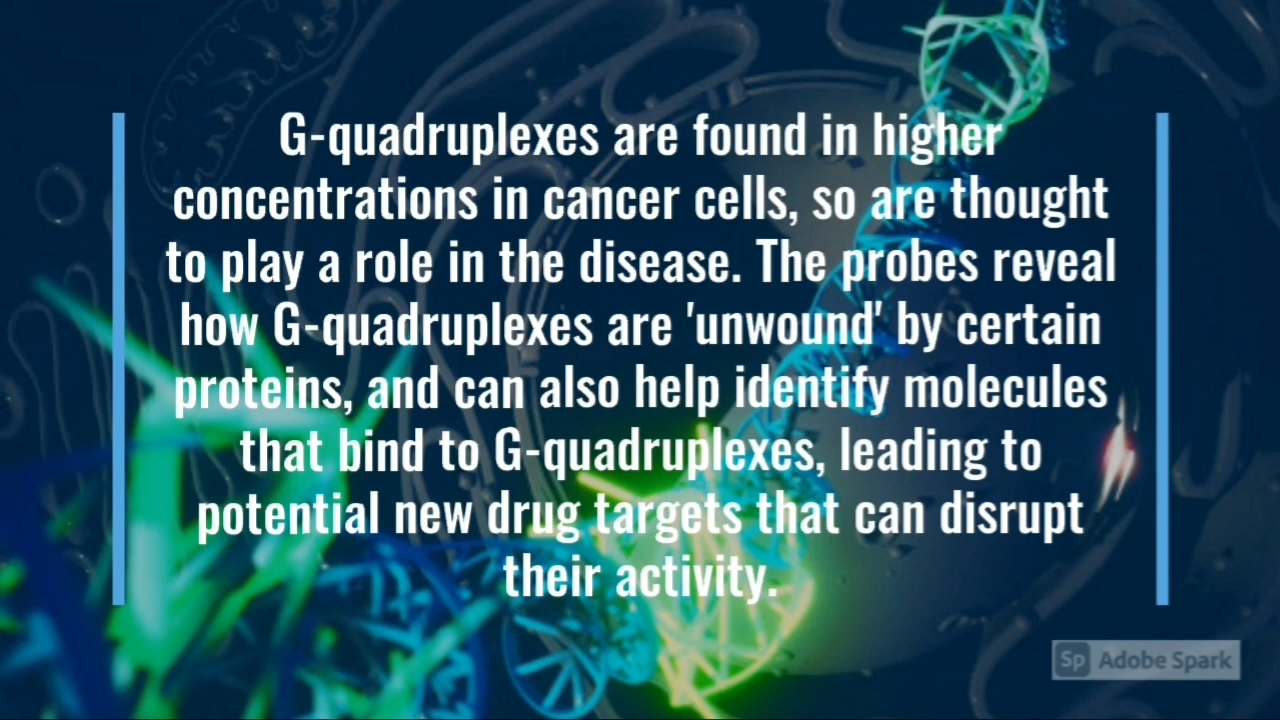 G-quadruplexes are found in higher
concentrations in cancer cells, so are thought
to play a role in the disease. The probes reveal
how G-quadruplexes are 'unwound' by certain
proteins, and can also help identify molecules
that bind to G-quadruplexes, leading to
potential new drug targets that can disrupt
their activity.
Sp Adobe Spark